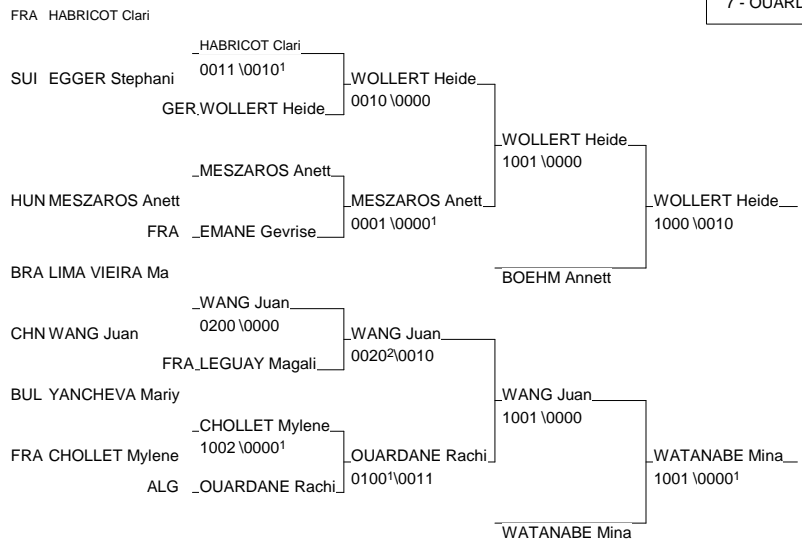 7 - OUARD
FRA HABRICOT Clari
HABRICOT Clari
0011 \0010¹
SUI EGGER Stephani
WOLLERT Heide
0010 \0000
GER WOLLERT Heide
WOLLERT Heide
1001 \0000
MESZAROS Anett
HUN MESZAROS Anett
MESZAROS Anett
0001 \0000¹
WOLLERT Heide
1000 \0010
FRA EMANE Gevrise
BRA LIMA VIEIRA Ma
BOEHM Annett
WANG Juan
0200 \0000
CHN WANG Juan
WANG Juan
0020²\0010
FRA LEGUAY Magali
BUL YANCHEVA Mariy
WANG Juan
1001 \0000
CHOLLET Mylene
1002 \0000¹
FRA CHOLLET Mylene
OUARDANE Rachi
0100¹\0011
WATANABE Mina
1001 \0000¹
ALG OUARDANE Rachi
WATANABE Mina